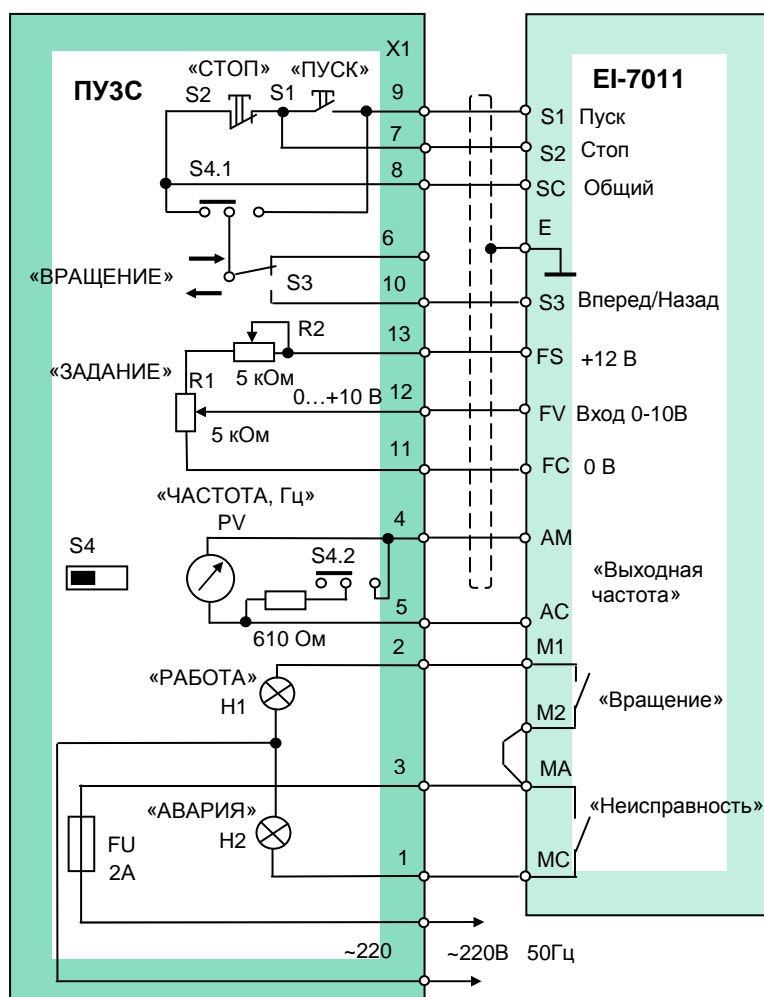 X1
EI-7011
ПУ3С
«СТОП» «ПУСК»
S2 S1 9
S1 Пуск
7
S2 Стоп
S4.1
8
SC Общий
E
6
«ВРАЩЕНИЕ»
S3
10
S3 Вперед/Назад
R2
13
FS +12 В
«ЗАДАНИЕ»
R1
5 кОм
0…+10 В 12
FV Вход 0-10В
5 кОм
11
FC 0 В
«ЧАСТОТА, Гц»
PV
4
AM
S4
S4.2
«Выходная
частота»
5
AC
610 Ом
2
M1
«РАБОТА»
H1
«Вращение»
M2
3
MA
«АВАРИЯ»
H2
«Неисправность»
FU
2А
1
MC
~220 ~220В 50Гц